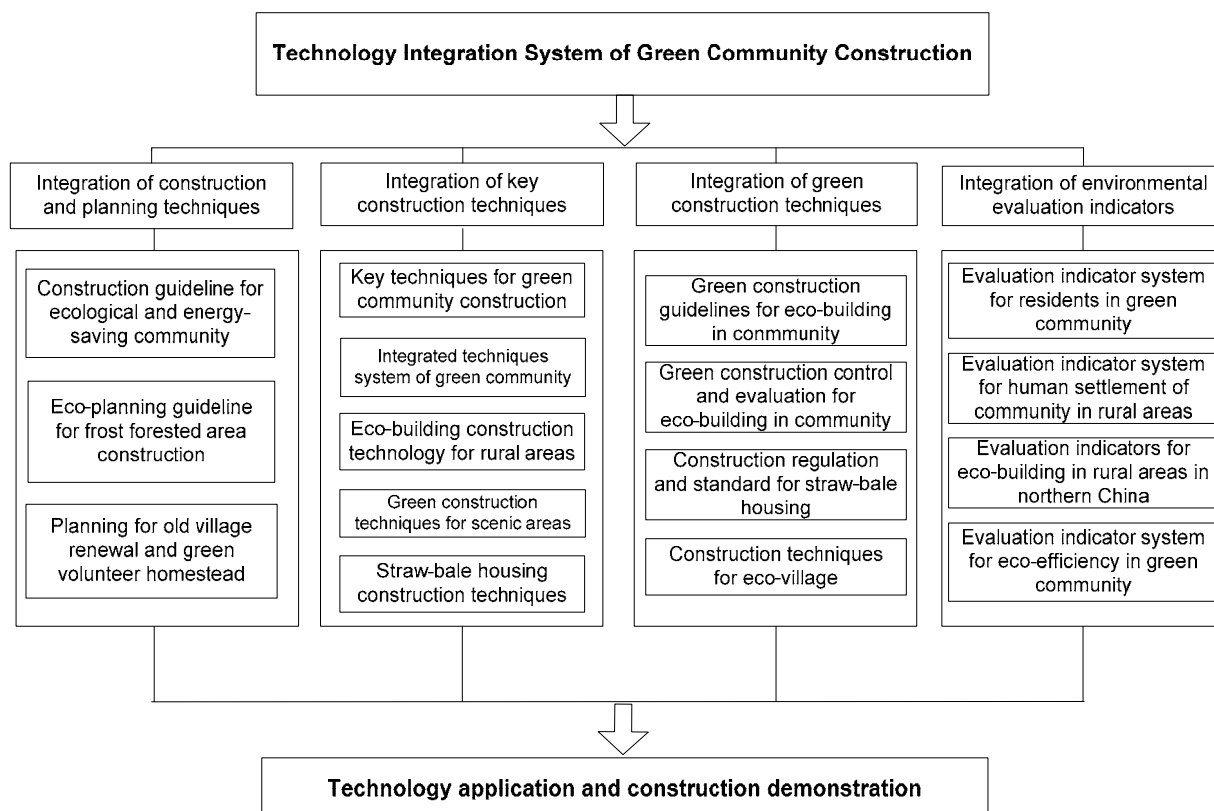 Technology Integration System of Green Community Construction
Integration of construction
and planning techniques
Integration of key
construction techniques
Integration of green
construction techniques
Integration of environmental
evaluation indicators
Construction guideline for
ecological and energy-
saving community
Eco-planning guideline
for frost forested area
construction
Planning for old village
renewal and green
volunteer homestead
Key techniques for green
community construction
Integrated techniques
system of green community
Eco-building construction
technology for rural areas
Green construction
techniques for scenic areas
Straw-bale housing
construction techniques
Green construction
guidelines for eco-building
in conmmunity
Green construction control
and evaluation for
eco-building in community
Construction regulation
and standard for straw-bale
housing
Construction techniques
for eco-village
Evaluation indicator system
for residents in green
community
Evaluation indicator system
for human settlement of
community in rural areas
Evaluation indicators for
eco-building in rural areas in
northern China
Evaluation indicator system
for eco-efficiency in green
community
Technology application and construction demonstration